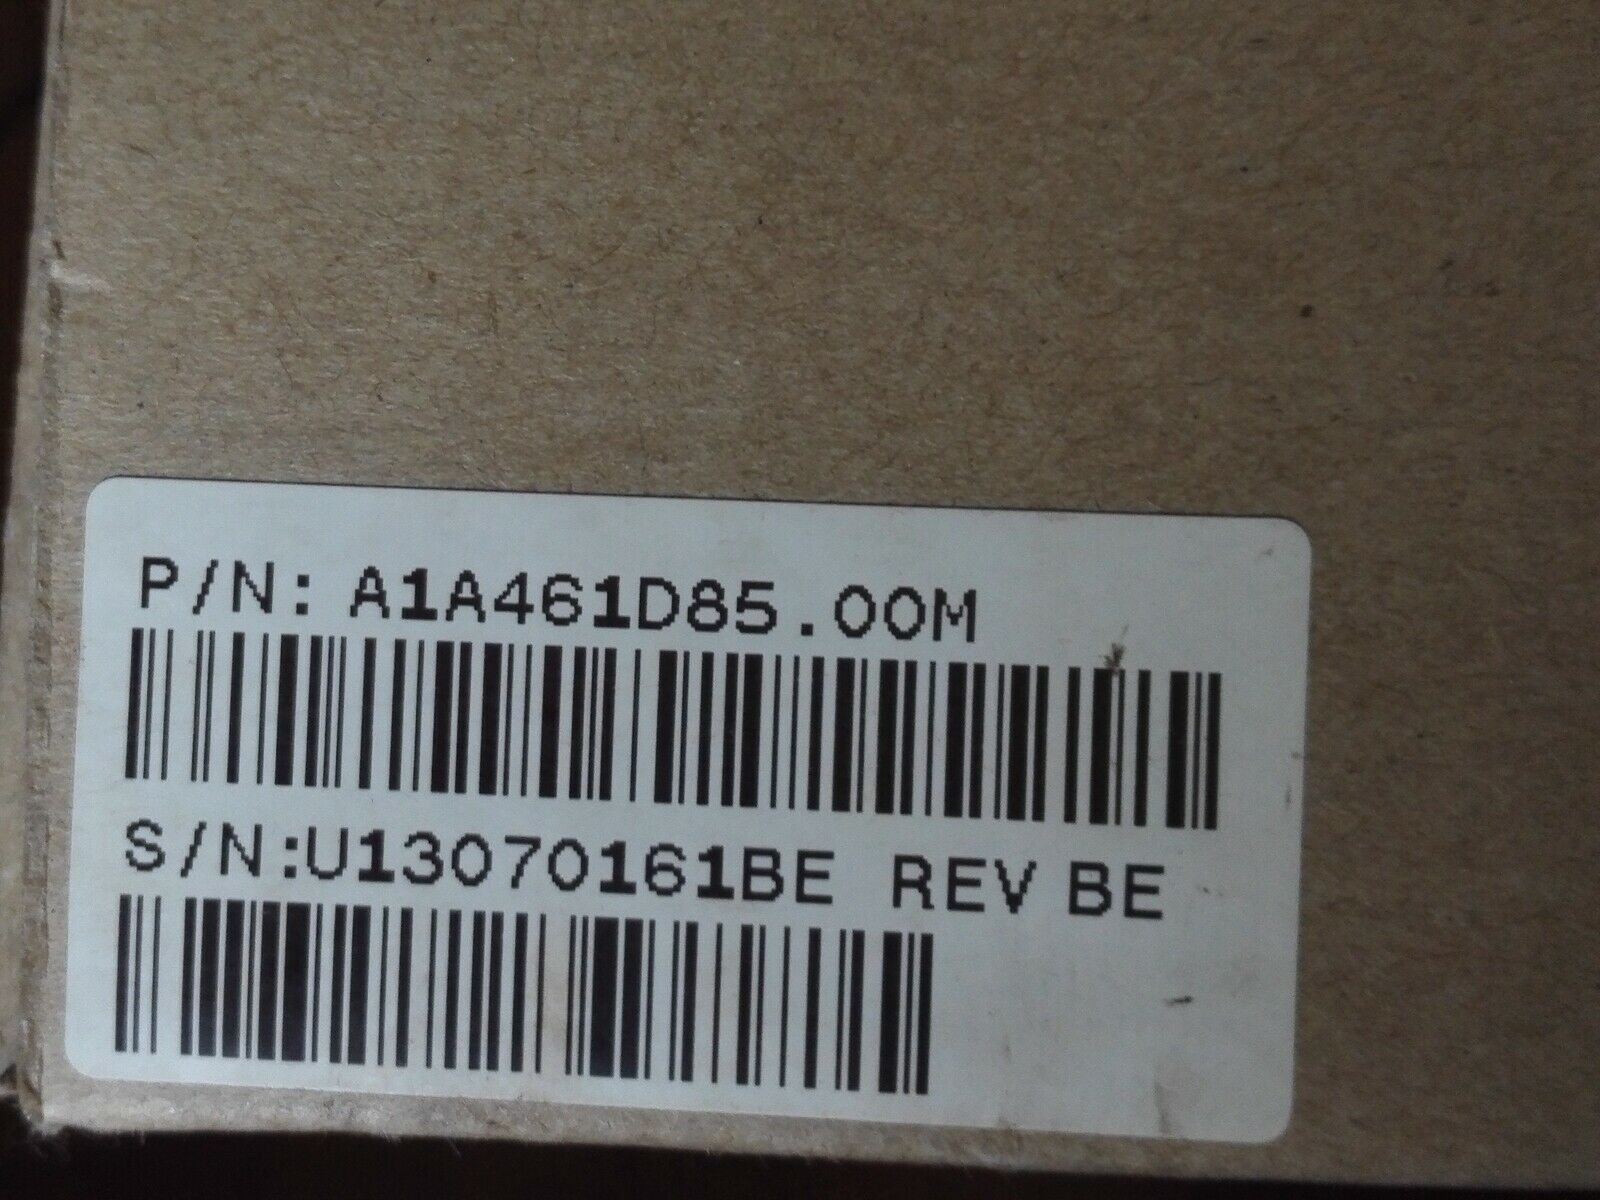 P/N: A1A461D85.00M
S/N:U13070161BE REV BE